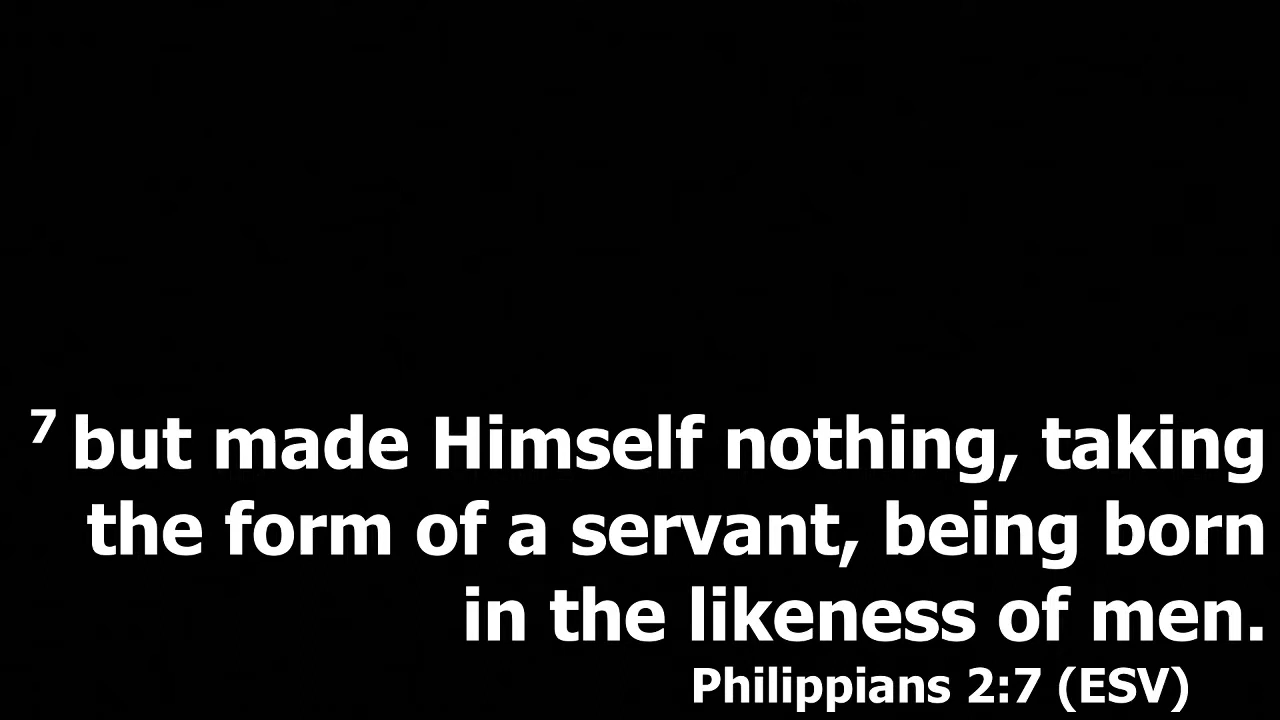 7 but made Himself nothing, taking
the form of a servant, being born
in the likeness of men.
Philippians 2:7 (ESV)